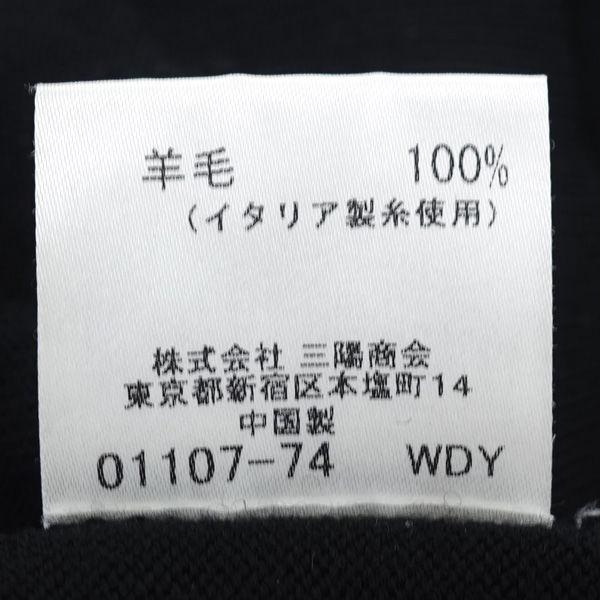 羊毛 100%
(イタリア製糸使用)
株式会社 三陽商会
東京都新宿区本塩町14
中国製
01107-74 WDY